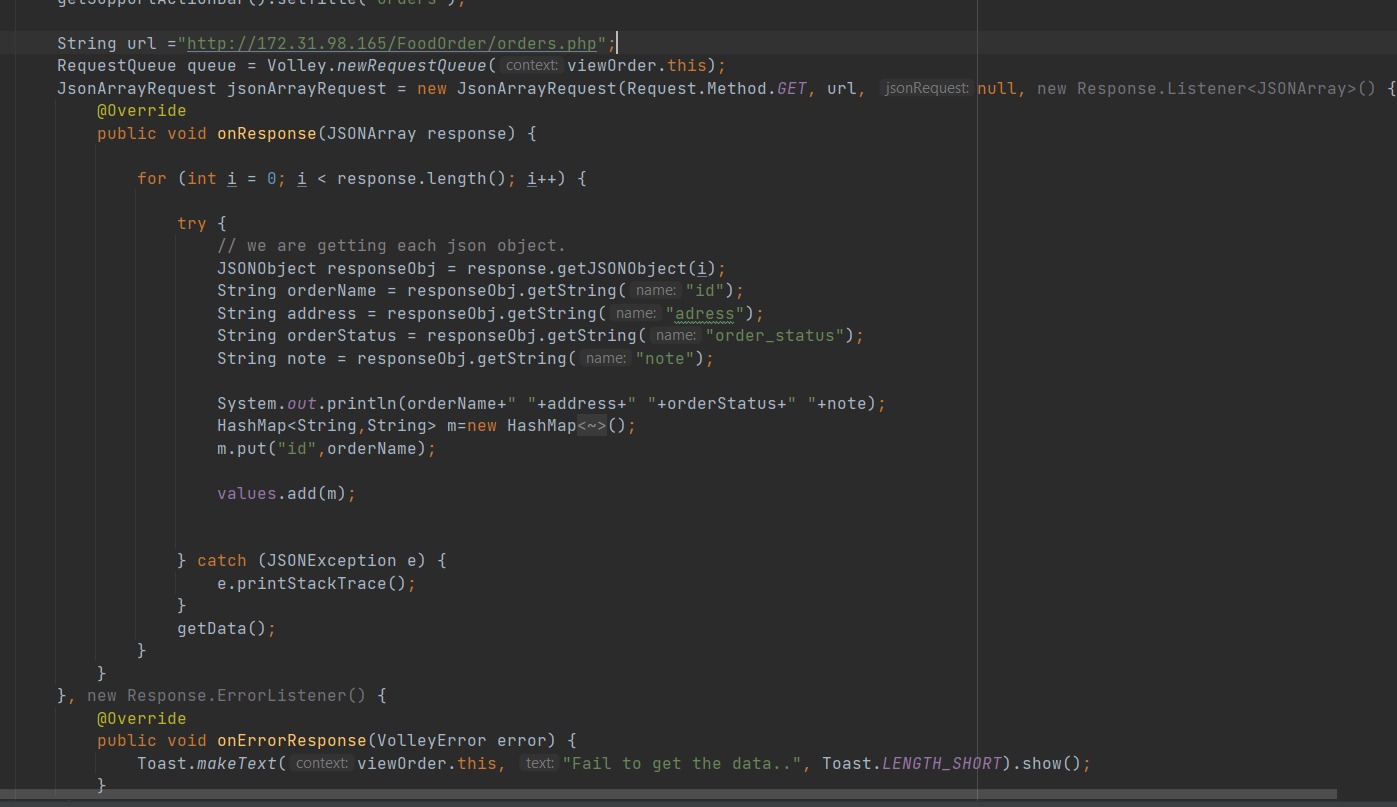 getSupportActionBar().setTitle("orders");
String url ="http://172.31.98.165/FoodOrder/orders.php";
RequestQueue queue = Volley.newRequestQueue( context: viewOrder.this);
JsonArrayRequest jsonArrayRequest = new JsonArrayRequest(Request.Method.GET, url, jsonRequest: null, new Response.Listener<JSONArray>() {
@Override
public void onResponse(JSONArray response) {
for (int i = 0; i < response.length(); i++) {
try {
// we are getting each json object.
JSONObject responseObj = response.getJSONObject(i);
String orderName = responseObj.getString( name: "id");
String address = responseObj.getString( name: "adress");
String orderStatus = responseObj.getString( name: "order_status");
String note = responseObj.getString( name: "note");
System.out.println(orderName+" "+address+" "+orderStatus+" "+note);
HashMap<String,String> m=new HashMap<~>();
m.put("id",orderName);
values.add(m);
} catch (JSONException e) {
e.printStackTrace();
}
getData();
}
}
}, new Response.ErrorListener() {
@Override
public void onErrorResponse(VolleyError error) {
Toast.makeText( context: viewOrder.this, text: "Fail to get the data..", Toast.LENGTH_SHORT).show();
}